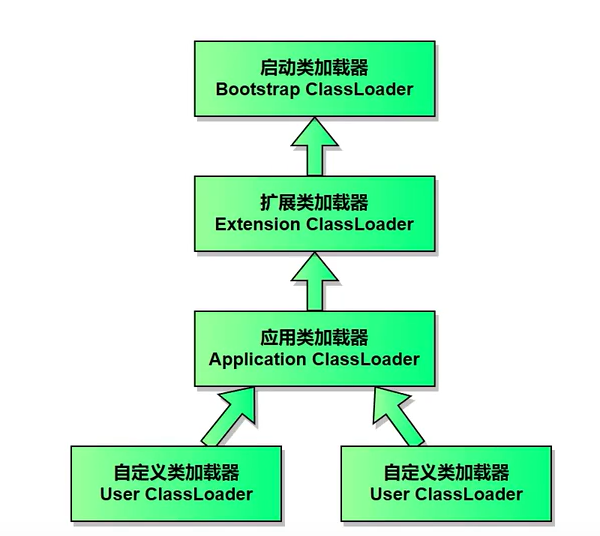 启动类加载器
Bootstrap ClassLoader
扩展类加载器
Extension ClassLoader
应用类加载器
Application ClassLoader
自定义类加载器
User ClassLoader
自定义类加载器
User ClassLoader